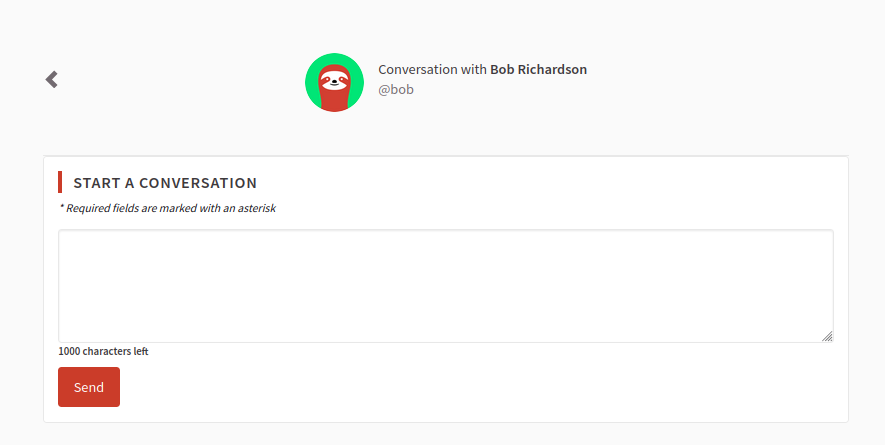 Conversation with Bob Richardson
@bob
START A CONVERSATION
* Required fields are marked with an asterisk
1000 characters left
Send